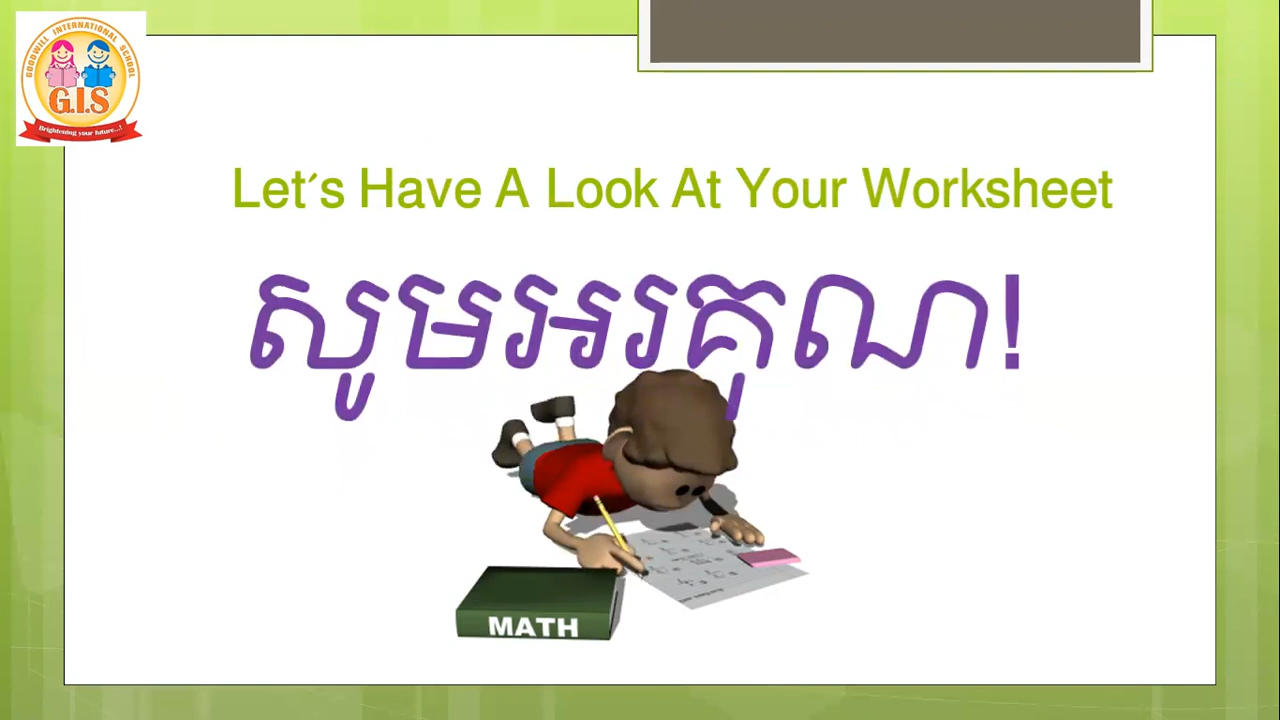 GOODWILL INTERNATIONAL SCHOOL
G.I.S
Brightening your future...!
Let's Have A Look At Your Worksheet
សូមអរគុណ!
MATH